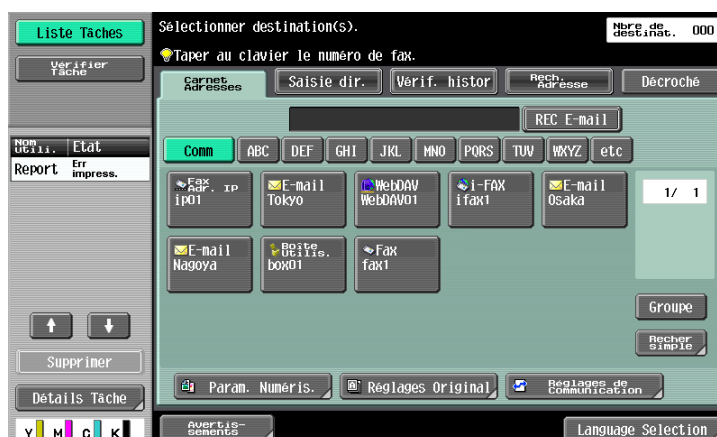 Liste Tâches
Sélectionner destination(s).
Nbre de
destinat. 000
Taper au clavier le numéro de fax.
Vérifier
Tâche
Carnet
Adresses
Saisie dir.
Vérif. histor
Rech.
Adresse
Décroché
REC E-mail
Nom
Utili.
Etat
Report
Err
impress.
Comm
ABC
DEF
GHI
JKL
MNO
PQRS
TUV
WXYZ
etc
Fax
Adr. IP
ip01
E-mail
Tokyo
WebDAV
WebDAV01
i-FAX
ifax1
E-mail
Osaka
1/ 1
E-mail
Nagoya
Boîte
Utilis.
box01
Fax
fax1
Groupe
Recher
simple
Supprimer
Détails Tâche
Param. Numéris.
Réglages Original
Réglages de
Communication
Y M C K
Avertis-
sements
Language Selection